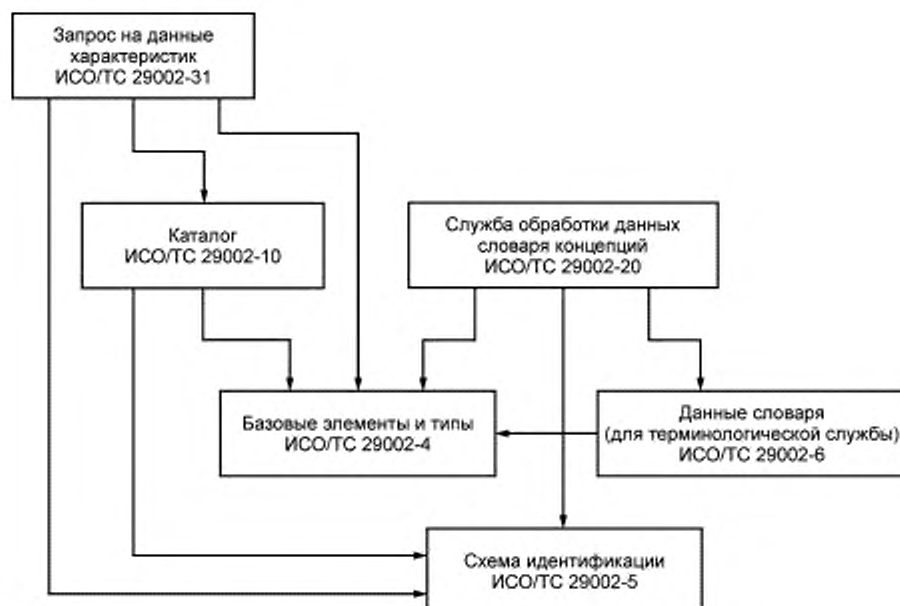 Запрос на данные
характеристик
ИСО/ТС 29002-31
Каталог
ИСО/ТС 29002-10
Служба обработки данных
словаря концепций
ИСО/ТС 29002-20
Базовые элементы и типы
ИСО/ТС 29002-4
Данные словаря
(для терминологической службы)
ИСО/ТС 29002-6
Схема идентификации
ИСО/ТС 29002-5